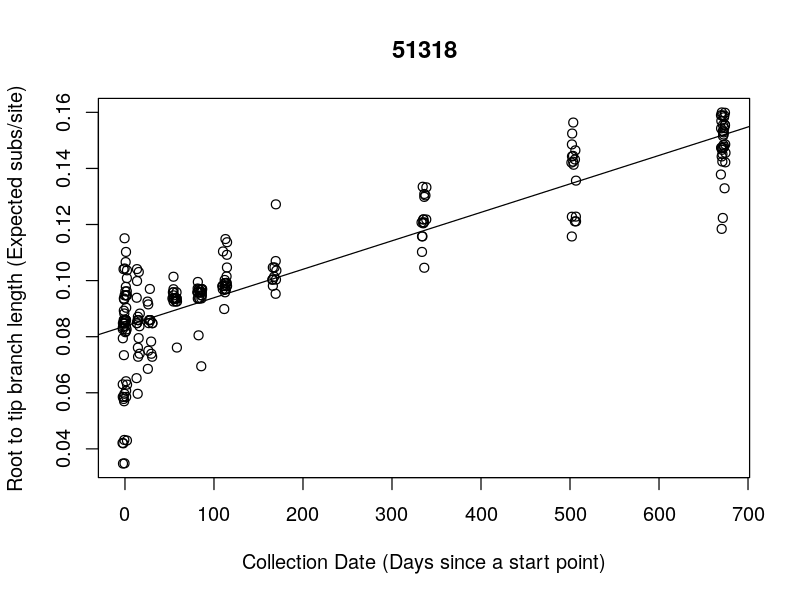 51318
Root to tip branch length (Expected subs/site)
0.16
0.14
0.12
0.10
0.08
0.06
0.04
0 100 200 300 400 500 600 700
Collection Date (Days since a start point)